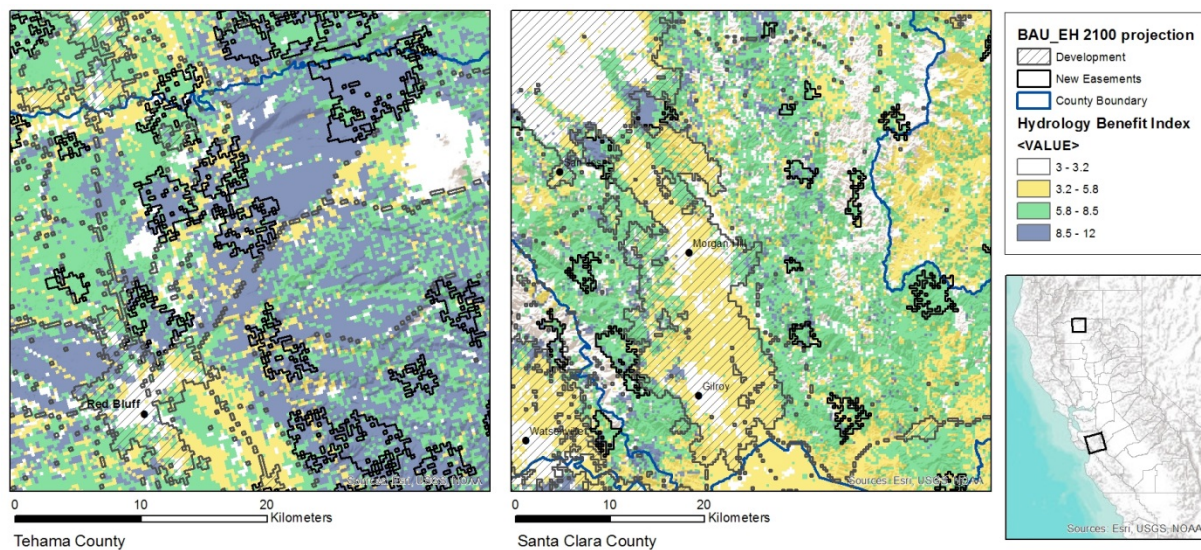 Red Bluff
Sources: Esri, USGS, NOAA
0
10
20
Kilometers
Tehama County
Morgan Hill
Gilroy
Sources: Esri, USGS, NOAA
0
10
20
Kilometers
Santa Clara County
BAU_EH 2100 projection
Development
New Easements
County Boundary
Hydrology Benefit Index
<VALUE>
3 - 3.2
3.2 - 5.8
5.8 - 8.5
8.5 - 12
Sources: Esri, USGS, NOAA